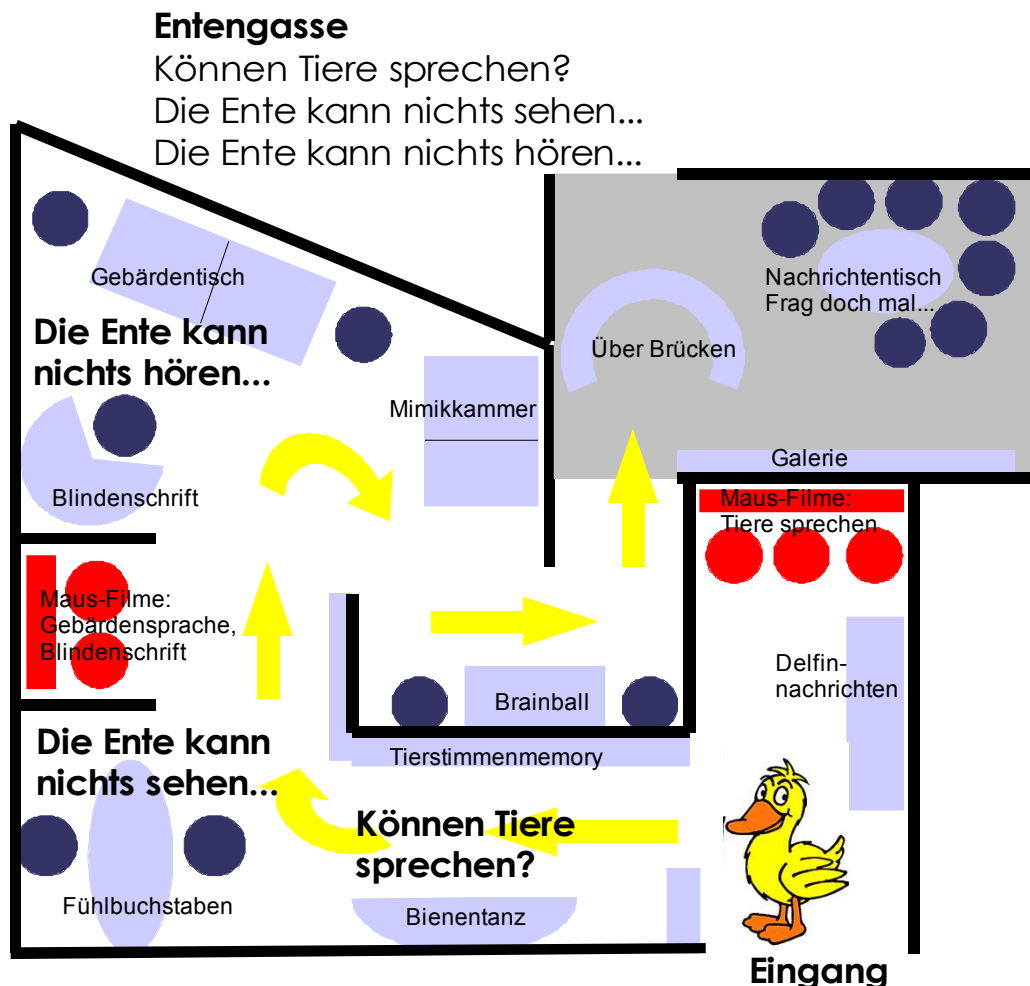 Entengasse
Können Tiere sprechen?
Die Ente kann nichts sehen...
Die Ente kann nichts hören...
Gebärdentisch
Nachrichtentisch
Frag doch mal...
Die Ente kann
nichts hören...
Über Brücken
Mimikkammer
Blindenschrift
Galerie
Maus-Filme:
Tiere sprechen
Maus-Filme:
Gebärdensprache,
Blindenschrift
Delfin-
nachrichten
Brainball
Die Ente kann
nichts sehen...
Tierstimmenmemory
Können Tiere
sprechen?
Fühlbuchstaben
Bienentanz
Eingang